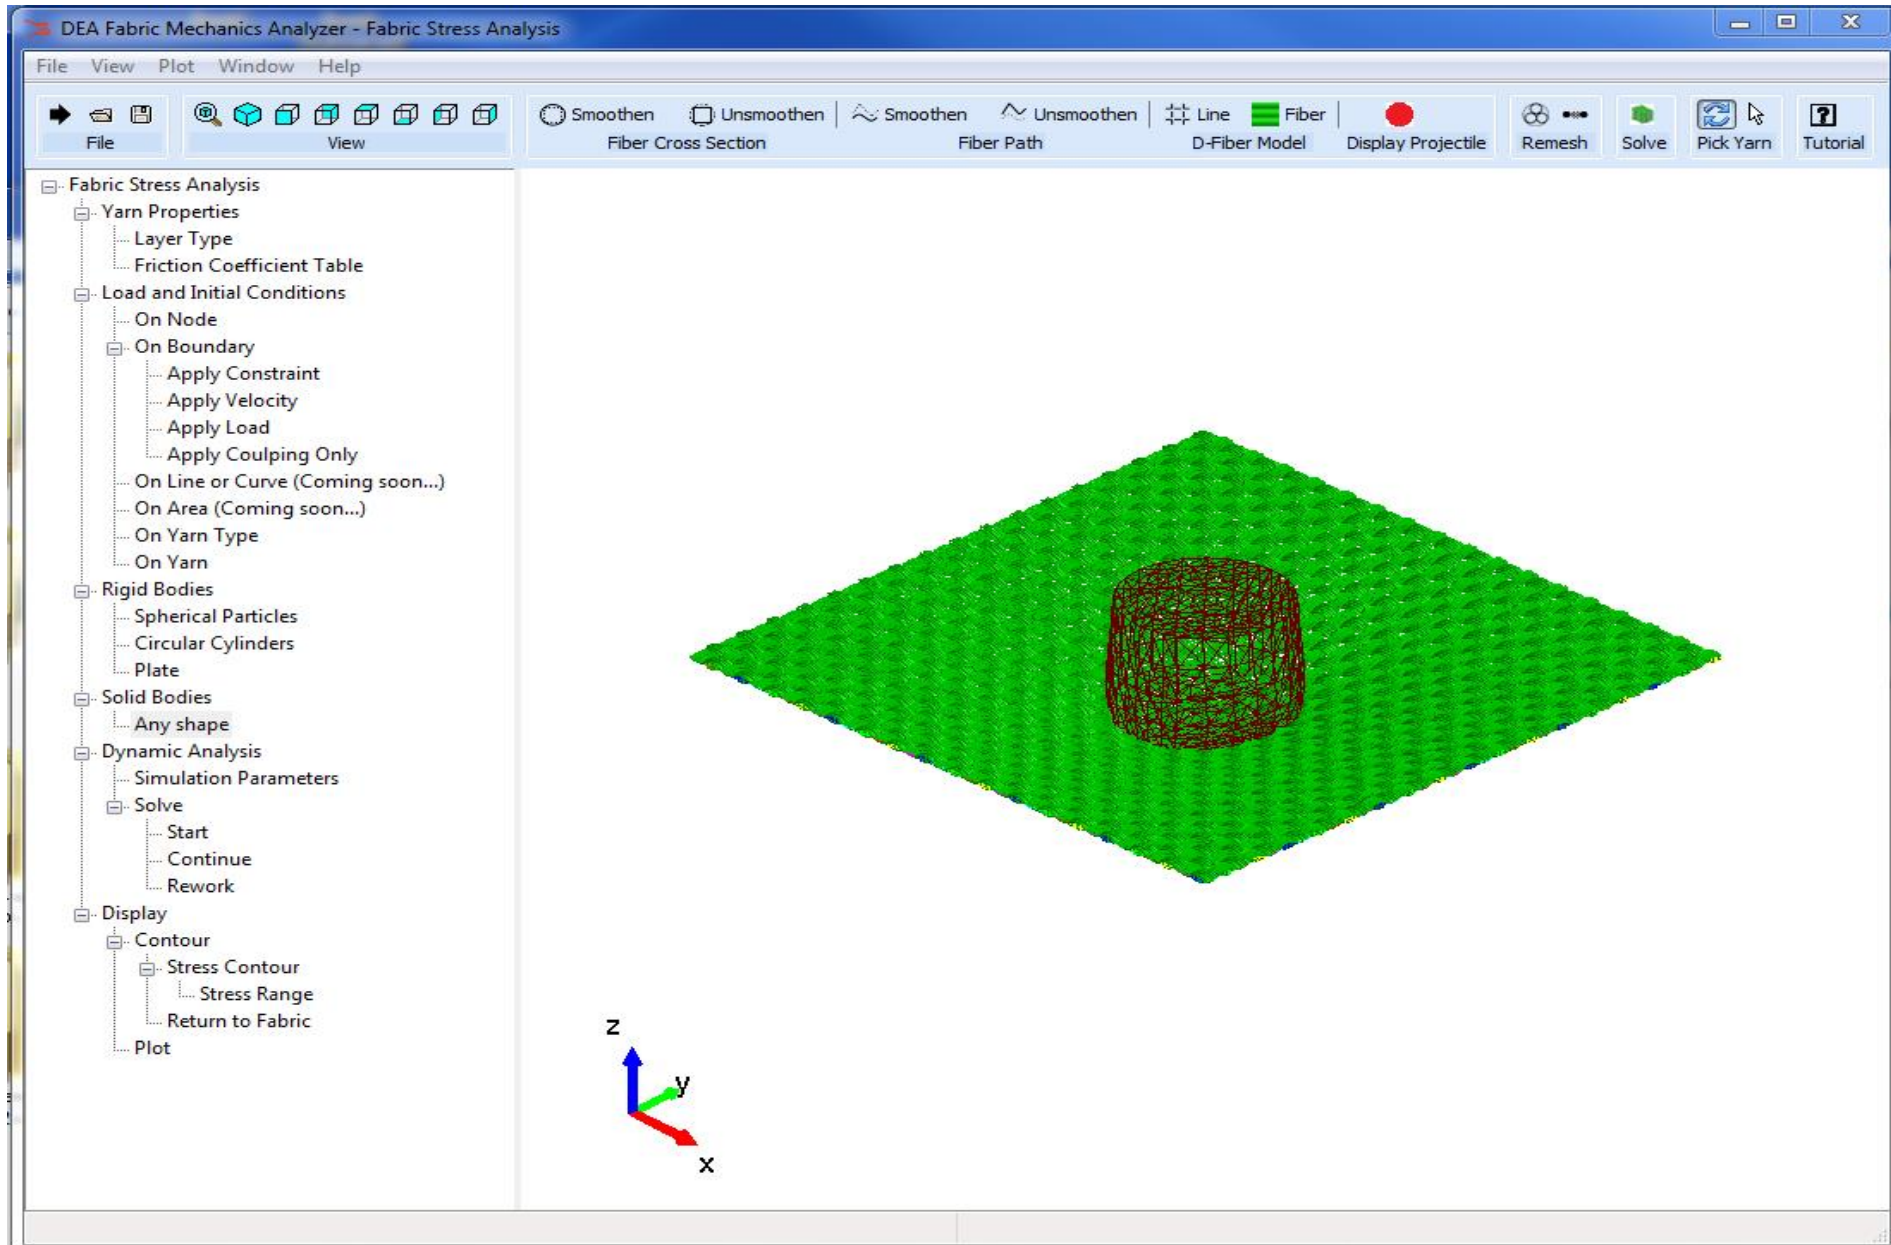 DEA Fabric Mechanics Analyzer - Fabric Stress Analysis
File View Plot Window Help
Smoothen Unsmoothen Smoothen Unsmoothen Line Fiber
File View Fiber Cross Section Fiber Path D-Fiber Model Display Projectile Remesh Solve Pick Yarn Tutorial
Fabric Stress Analysis
Yarn Properties
Layer Type
Friction Coefficient Table
Load and Initial Conditions
On Node
On Boundary
Apply Constraint
Apply Velocity
Apply Load
Apply Coulping Only
On Line or Curve (Coming soon...)
On Area (Coming soon...)
On Yarn Type
On Yarn
Rigid Bodies
Spherical Particles
Circular Cylinders
Plate
Solid Bodies
Any shape
Dynamic Analysis
Simulation Parameters
Solve
Start
Continue
Rework
Display
Contour
Stress Contour
Stress Range
Return to Fabric
Plot
z
y
x